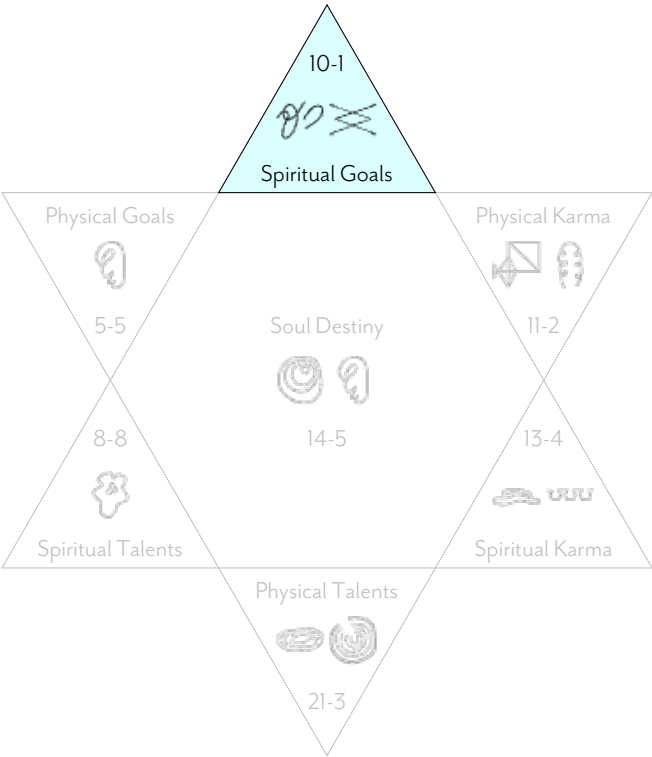 10-1
Spiritual Goals
Physical Goals
5-5
Physical Karma
11-2
Soul Destiny
14-5
8-8
Spiritual Talents
13-4
Spiritual Karma
Physical Talents
21-3